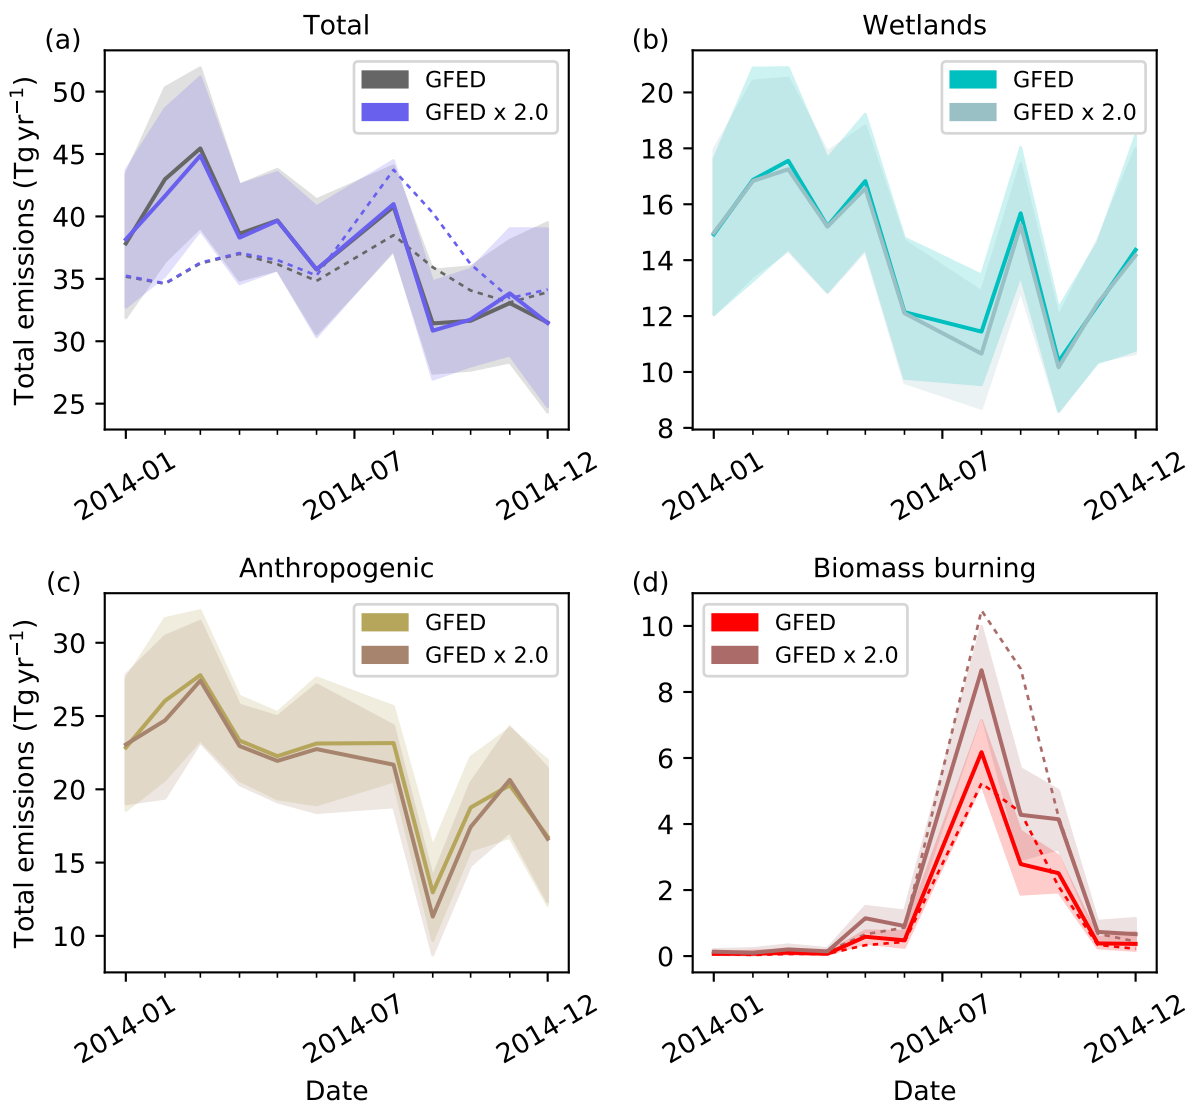 (a)
Total
GFED
GFED x 2.0
Total emissions (Tg yr⁻¹)
50
45
40
35
30
25
2014-01
2014-07
2014-12
(b)
Wetlands
GFED
GFED x 2.0
20
18
16
14
12
10
8
2014-01
2014-07
2014-12
(c)
Anthropogenic
GFED
GFED x 2.0
Total emissions (Tg yr⁻¹)
30
25
20
15
10
2014-01
2014-07
2014-12
Date
(d)
Biomass burning
GFED
GFED x 2.0
10
8
6
4
2
0
2014-01
2014-07
2014-12
Date